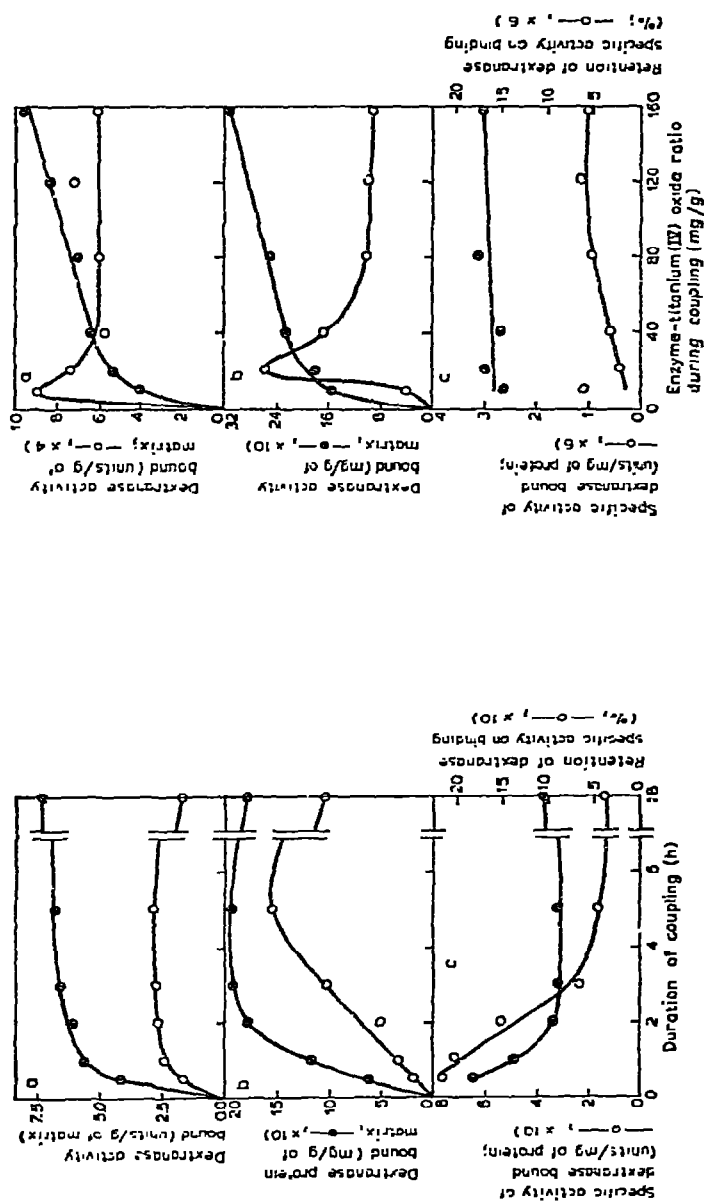 Dextranase activity
bound (units/g of matrix)
7.5
5.0
2.5
a
Dextranase protein
bound (mg/g of
matrix, —●—, ×10)
20
15
10
5
b
Specific activity of
dextranase bound
(units/mg of protein;
—o—, ×10)
8
6
4
2
0
c
Retention of dextranase
specific activity on binding
(%, —o—, ×10)
20
15
10
5
0
0
2
4
6
18
Duration of coupling (h)
Dextranase activity
bound (units/g of
matrix; —o—, ×4)
10
8
6
4
2
0
a
Dextranase activity
bound (mg/g of
matrix, —●—, ×10)
32
24
16
8
b
Specific activity of
dextranase bound
(units/mg of protein;
—o—, ×6)
4
3
2
1
0
c
Retention of dextranase
specific activity on binding
(%; —o—, ×6)
15
10
5
0
0
40
80
120
160
Enzyme-titanium(IV) oxide ratio
during coupling (mg/g)